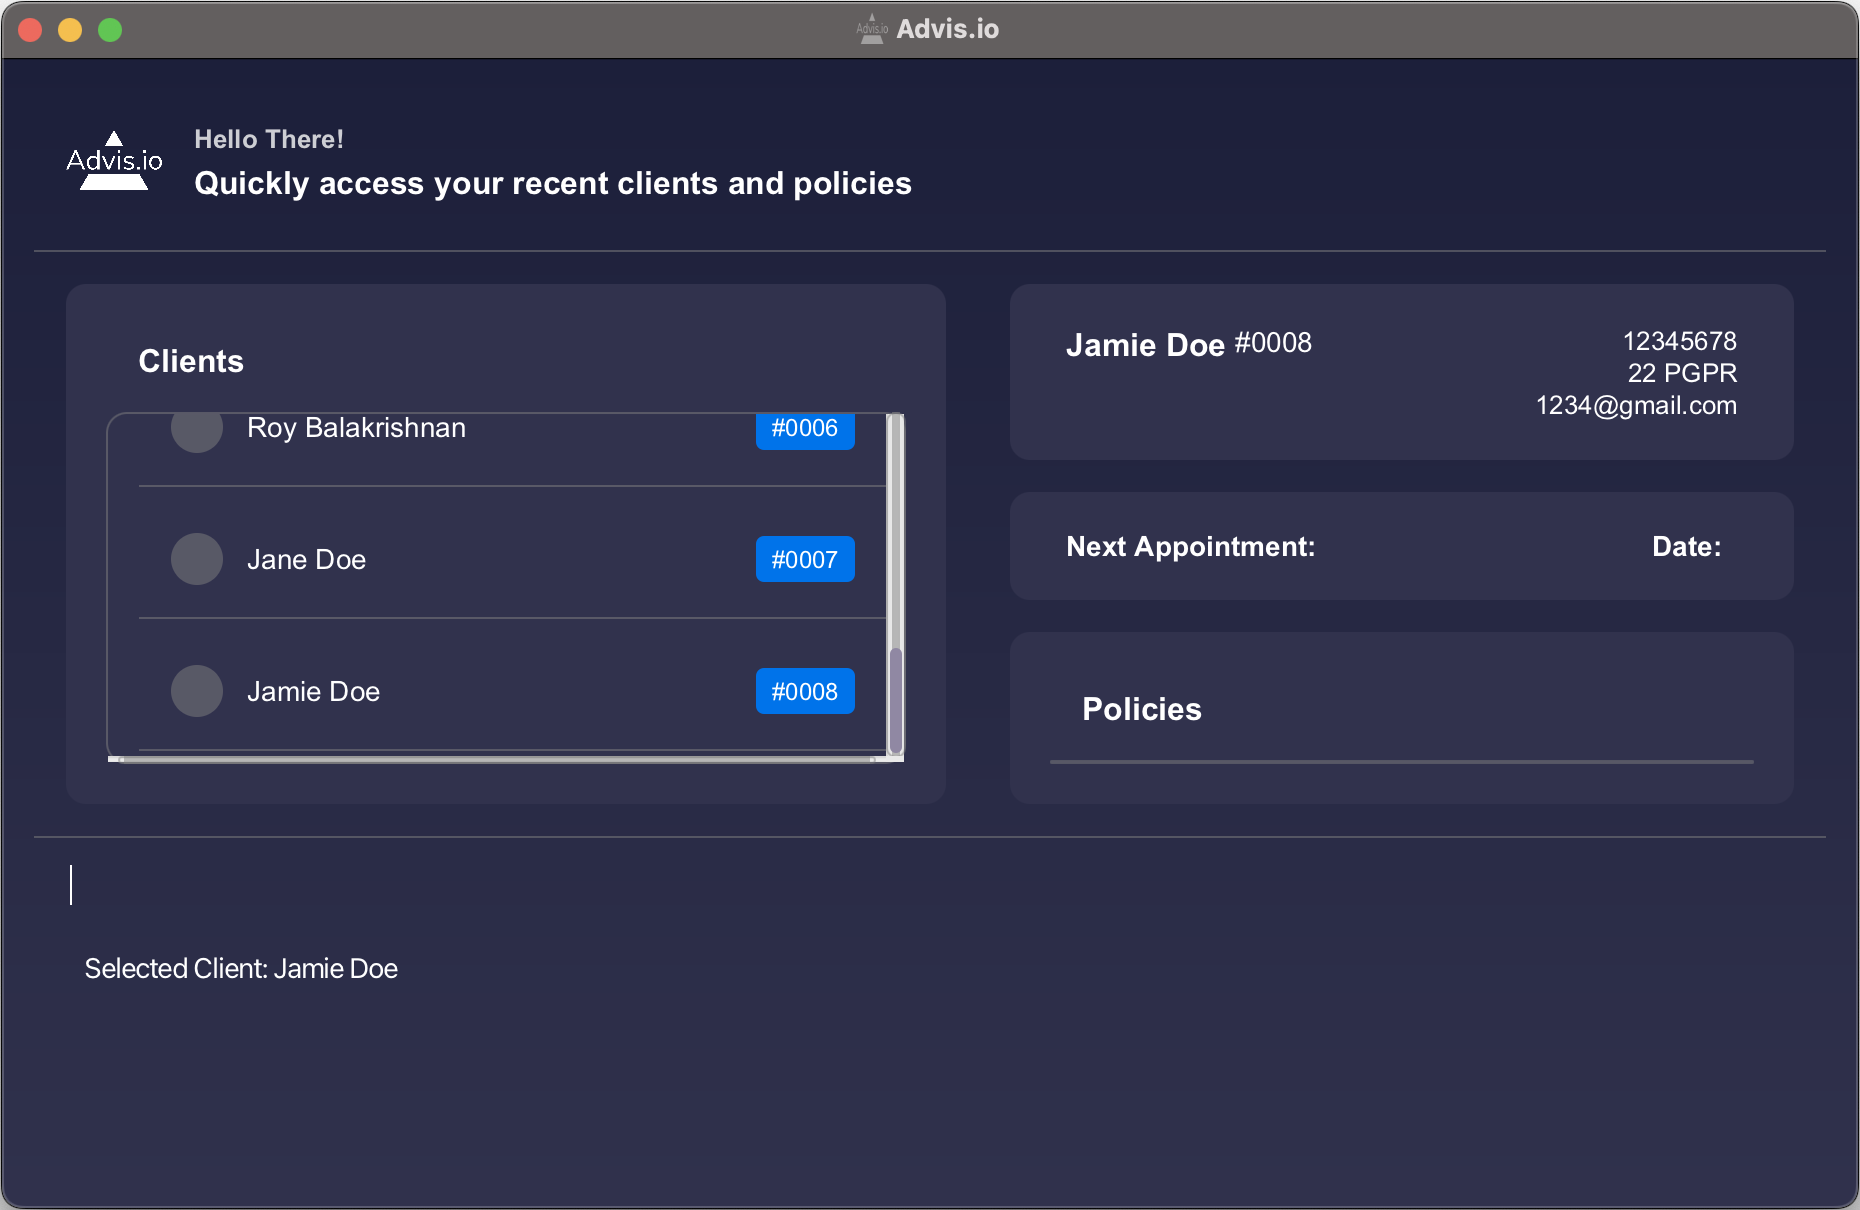 Advis.io Advis.io
Advis.io
Hello There!
Quickly access your recent clients and policies
Clients
Roy Balakrishnan #0006
Jane Doe #0007
Jamie Doe #0008
Jamie Doe #0008
12345678
22 PGPR
1234@gmail.com
Next Appointment: Date:
Policies
Selected Client: Jamie Doe